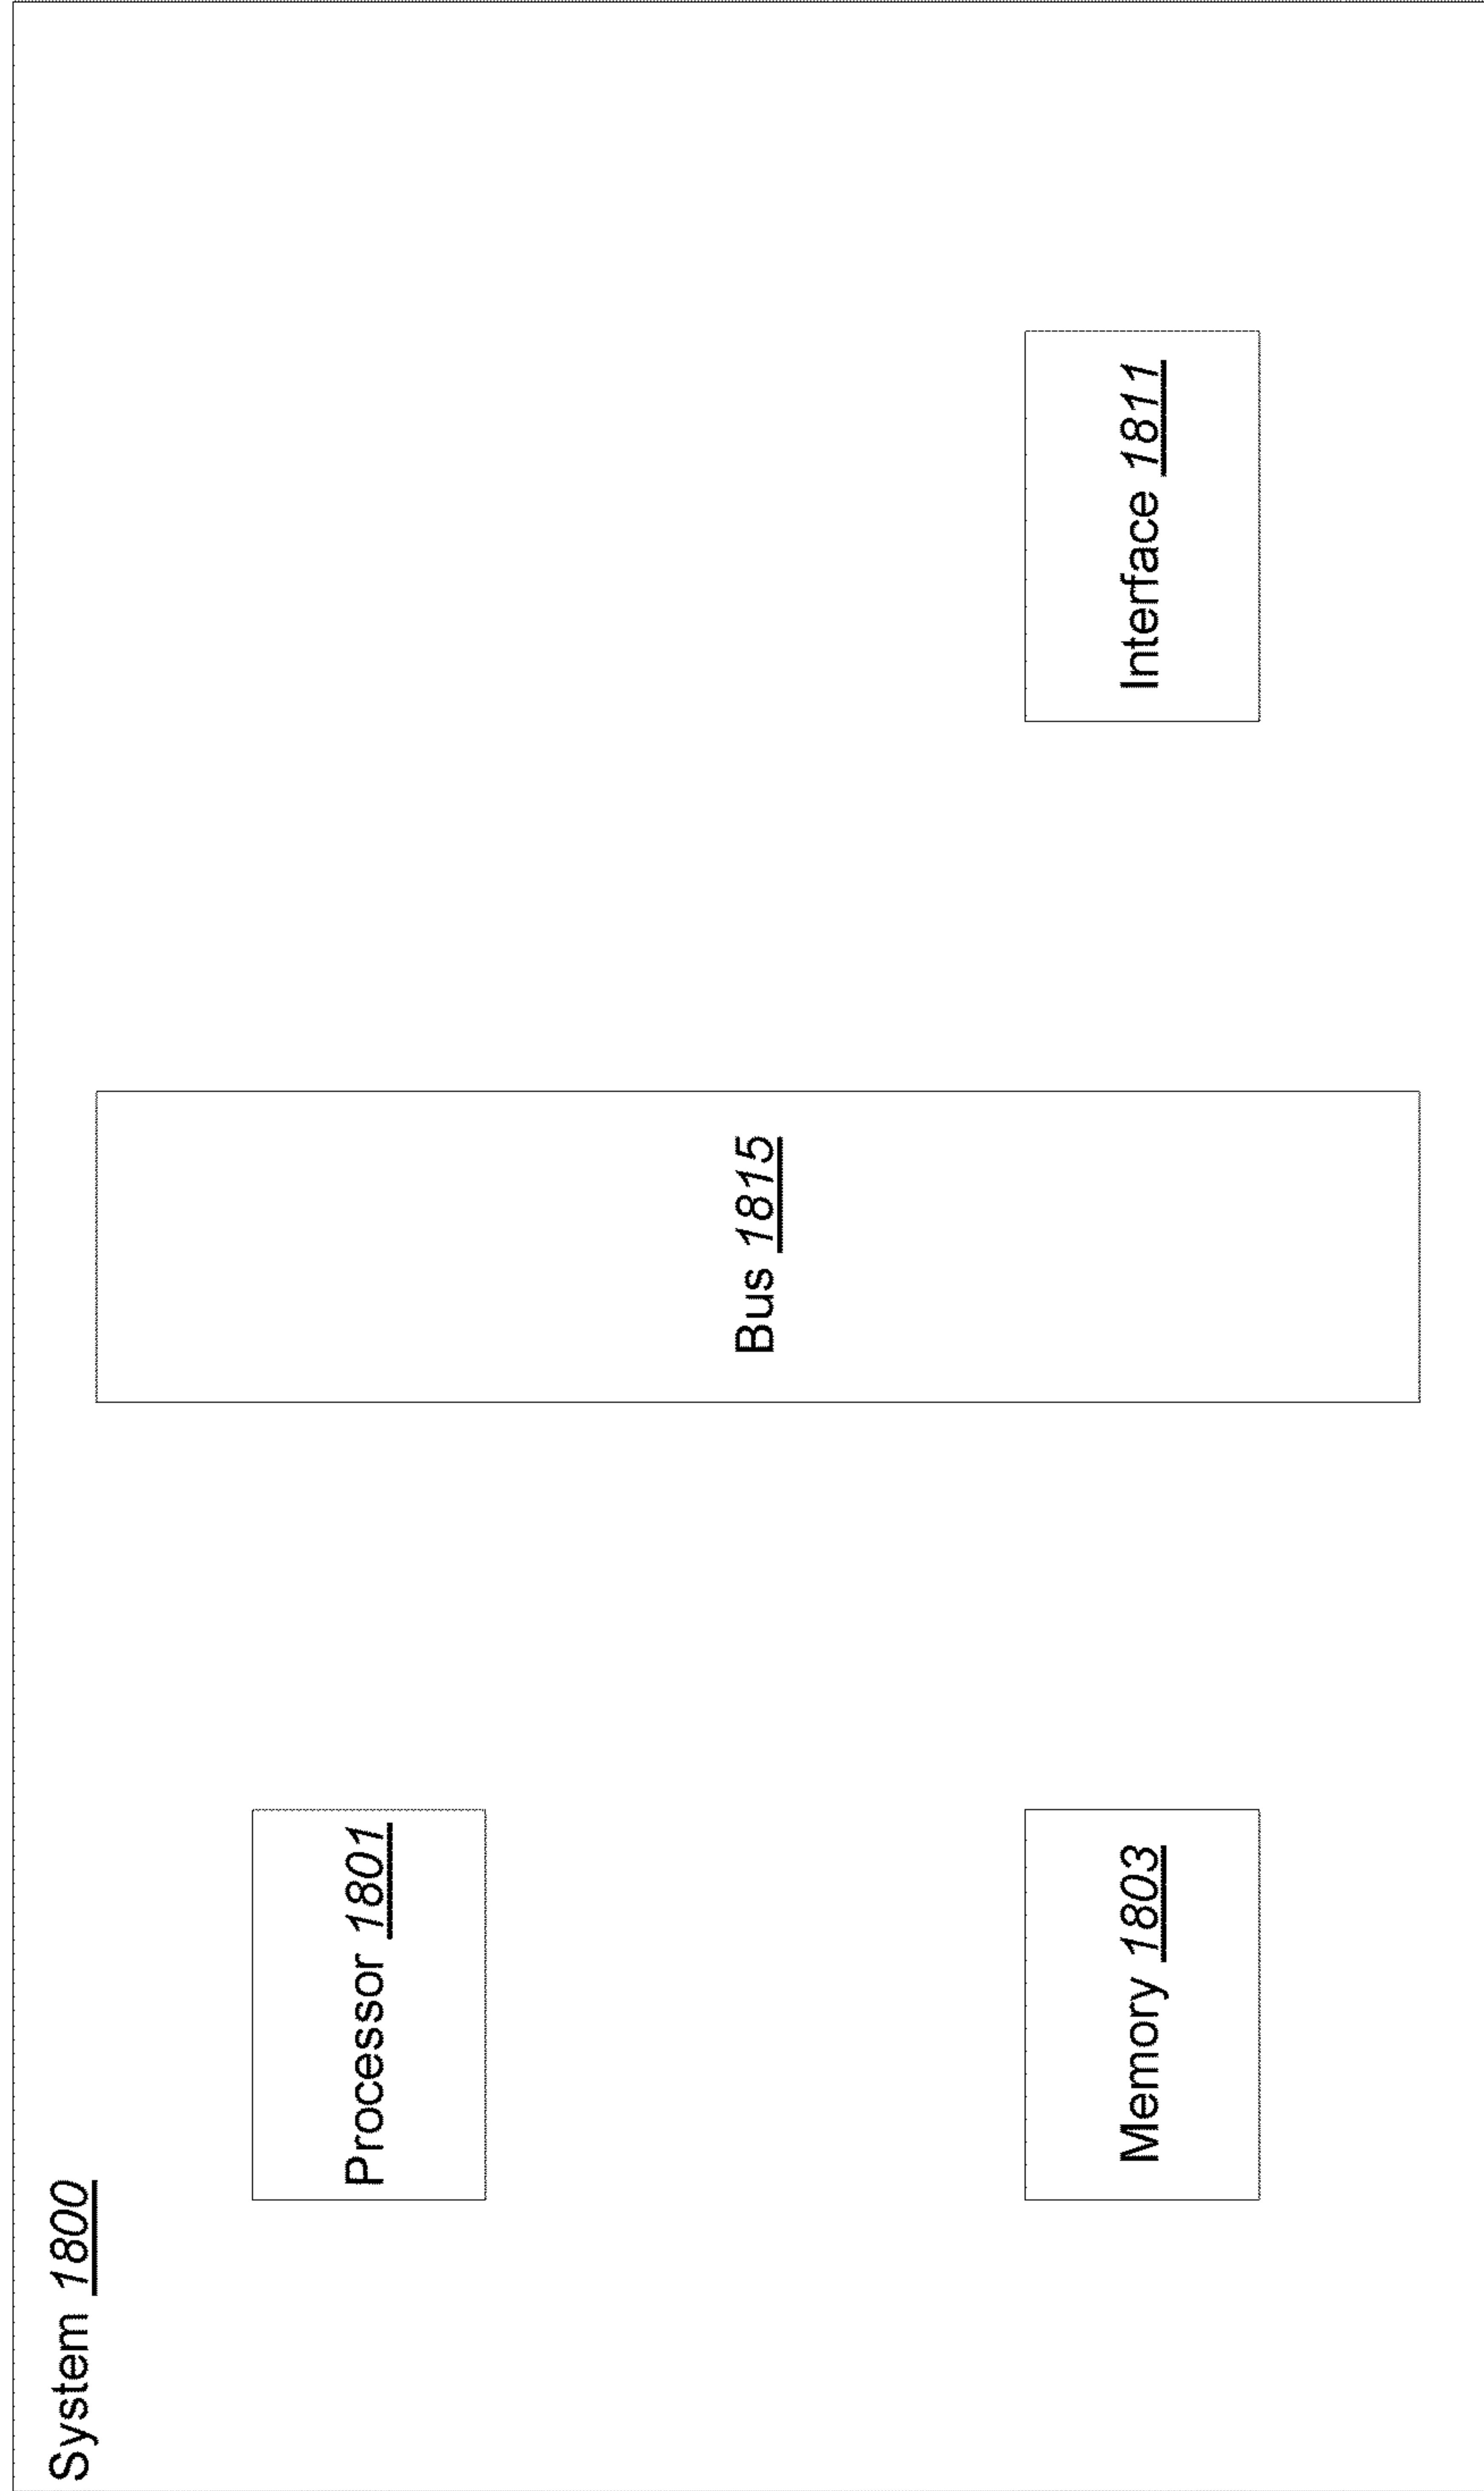 System 1800
Processor 1801
Bus 1815
Memory 1803
Interface 1811